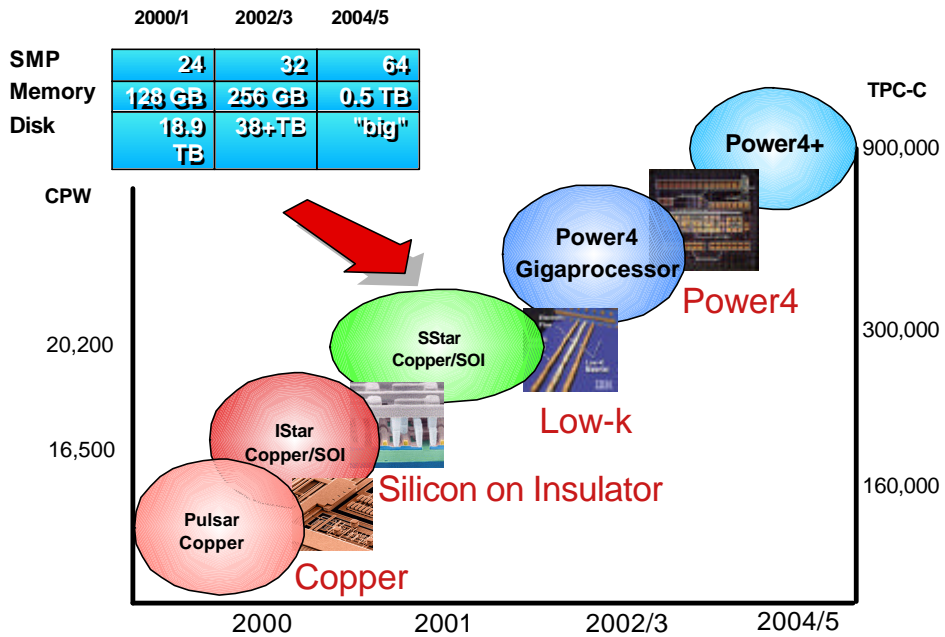 2000/1 2002/3 2004/5
SMP 24 32 64
Memory 128 GB 256 GB 0.5 TB
Disk 18.9 38+TB "big"
TB
TPC-C
CPW
Power4+
900,000
Power4
Gigaprocessor
Power4
SStar
Copper/SOI
20,200
300,000
IBM
Low-k
IStar
Copper/SOI
16,500
Silicon on Insulator
160,000
Pulsar
Copper
Copper
2000 2001 2002/3 2004/5